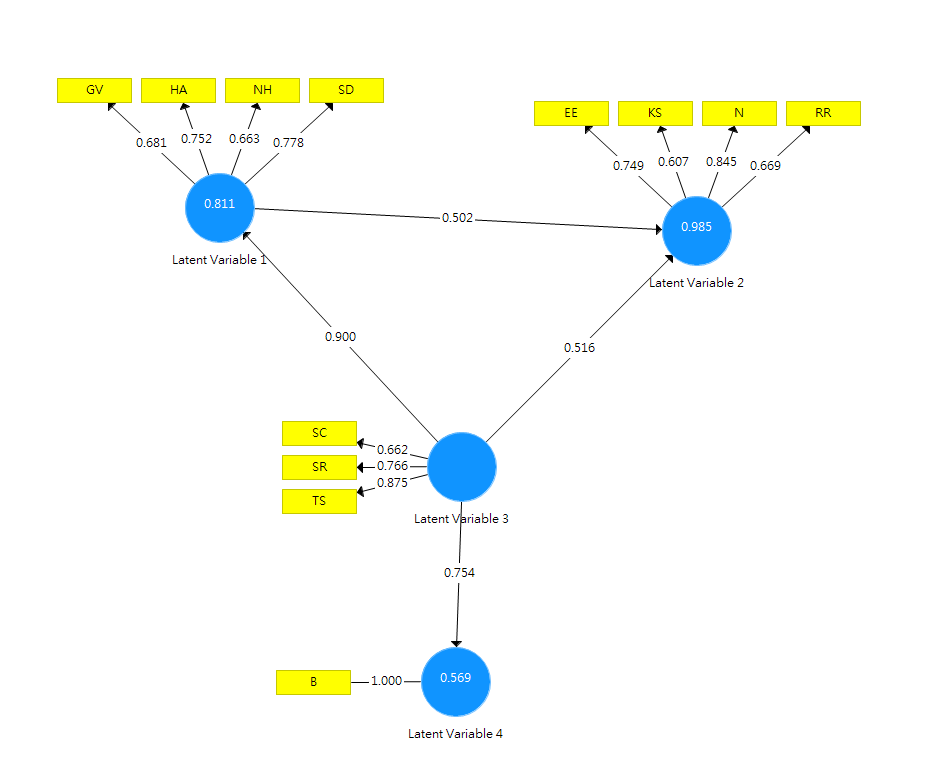 GV
HA
NH
SD
0.681
0.752
0.663
0.778
0.811
Latent Variable 1
EE
KS
N
RR
0.749
0.607
0.845
0.669
0.985
Latent Variable 2
0.502
0.900
0.516
SC
SR
TS
0.662
0.766
0.875
Latent Variable 3
0.754
B
1.000
0.569
Latent Variable 4